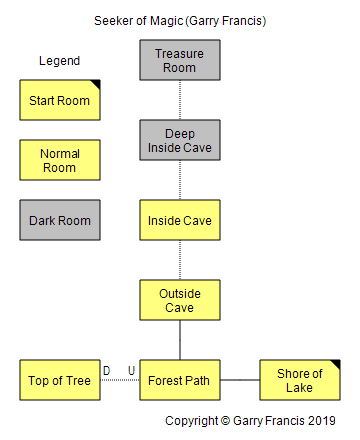 Seeker of Magic (Garry Francis)
Legend
Start Room
Normal
Room
Dark Room
Treasure
Room
Deep
Inside Cave
Inside Cave
Outside
Cave
Top of Tree
D
U
Forest Path
Shore of
Lake
Copyright © Garry Francis 2019